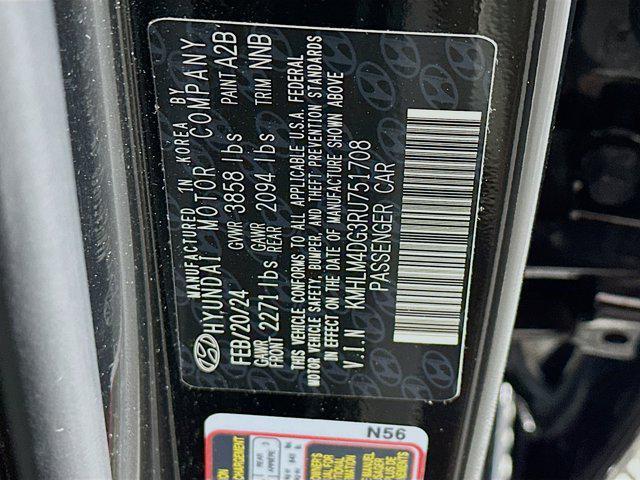 MANUFACTURED IN KOREA BY
HYUNDAI MOTOR COMPANY
FEB/20/24 GVWR 3858 lbs PAINT A2B
GAWR FRONT 2271lbs GAWR REAR 2094 lbs TRIM NNB
THIS VEHICLE CONFORMS TO ALL APPLICABLE U.S.A. FEDERAL
MOTOR VEHICLE SAFETY, BUMPER, AND THEFT PREVENTION STANDARDS
IN EFFECT ON THE DATE OF MANUFACTURE SHOWN ABOVE
V.I.N KMHLM4DG3RU751708
PASSENGER CAR
N56